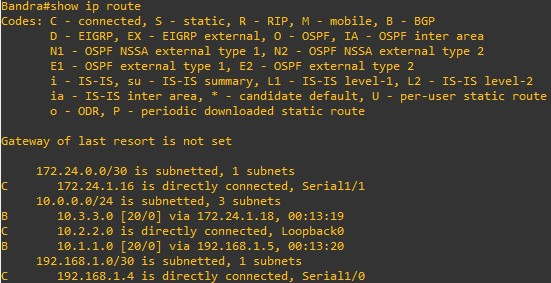 Bandra#show ip route
Codes: C - connected, S - static, R - RIP, M - mobile, B - BGP
D - EIGRP, EX - EIGRP external, O - OSPF, IA - OSPF inter area
N1 - OSPF NSSA external type 1, N2 - OSPF NSSA external type 2
E1 - OSPF external type 1, E2 - OSPF external type 2
i - IS-IS, su - IS-IS summary, L1 - IS-IS level-1, L2 - IS-IS level-2
ia - IS-IS inter area, * - candidate default, U - per-user static route
o - ODR, P - periodic downloaded static route
Gateway of last resort is not set
172.24.0.0/30 is subnetted, 1 subnets
C 172.24.1.16 is directly connected, Serial1/1
10.0.0.0/24 is subnetted, 3 subnets
B 10.3.3.0 [20/0] via 172.24.1.18, 00:13:19
C 10.2.2.0 is directly connected, Loopback0
B 10.1.1.0 [20/0] via 192.168.1.5, 00:13:20
192.168.1.0/30 is subnetted, 1 subnets
C 192.168.1.4 is directly connected, Serial1/0